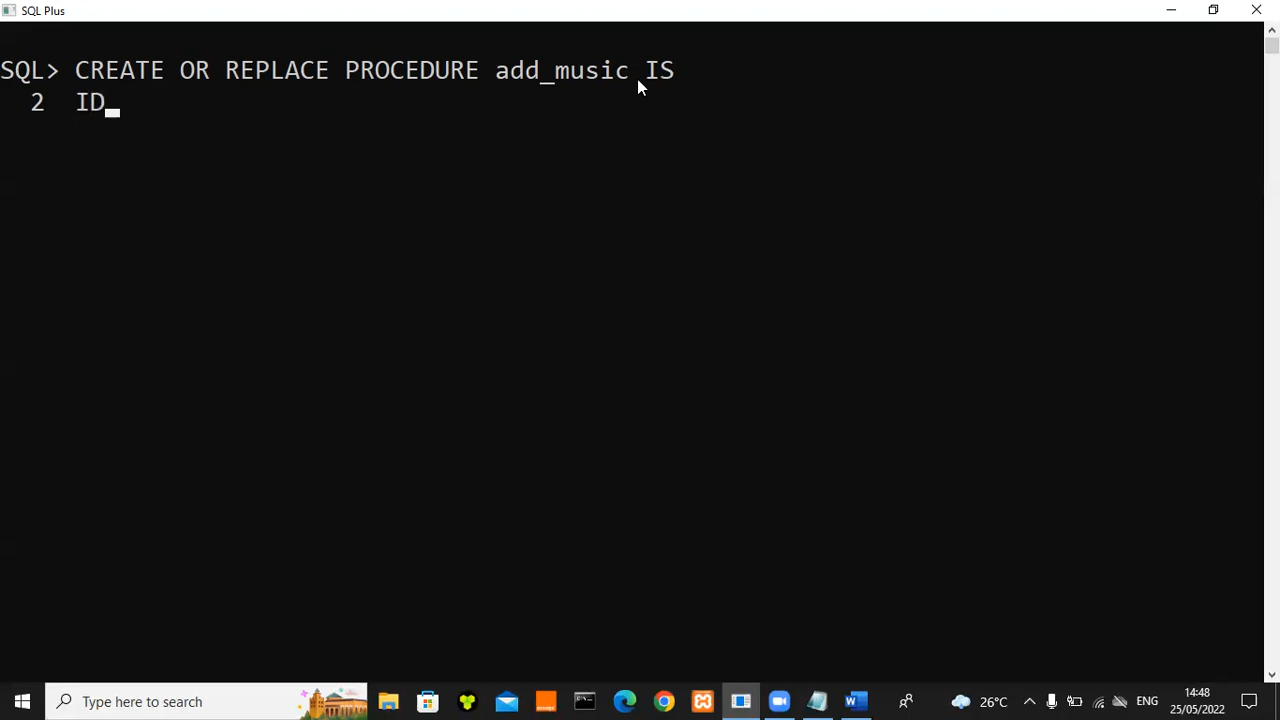 SQL Plus
SQL> CREATE OR REPLACE PROCEDURE add_music IS
2 ID
Type here to search
26°C
ENG
14:48
25/05/2022